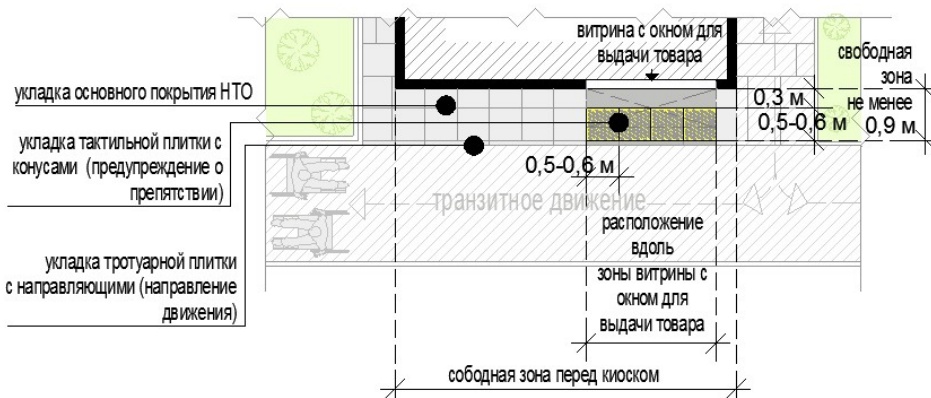 витрина с окном для
выдачи товара
свободная
зона
не менее
0,9 м
0,3 м
0,5-0,6 м
укладка основного покрытия НТО
укладка тактильной плитки с
конусами (предупреждение о
препятствии)
0,5-0,6 м
транзитное движение
расположение
вдоль
зоны витрины с
окном для
выдачи товара
укладка тротуарной плитки
с направляющими (направление
движения)
сободная зона перед киоском